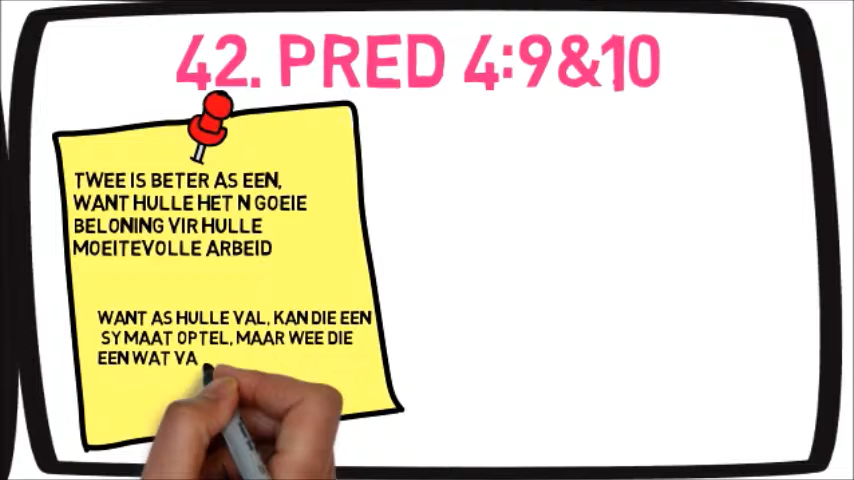 42. PRED 4:9&10
TWEE IS BETER AS EEN,
WANT HULLE HET N GOEIE
BELONING VIR HULLE
MOEITEVOLLE ARBEID
WANT AS HULLE VAL, KAN DIE EEN
SY MAAT OPTEL, MAAR WEE DIE
EEN WAT VA